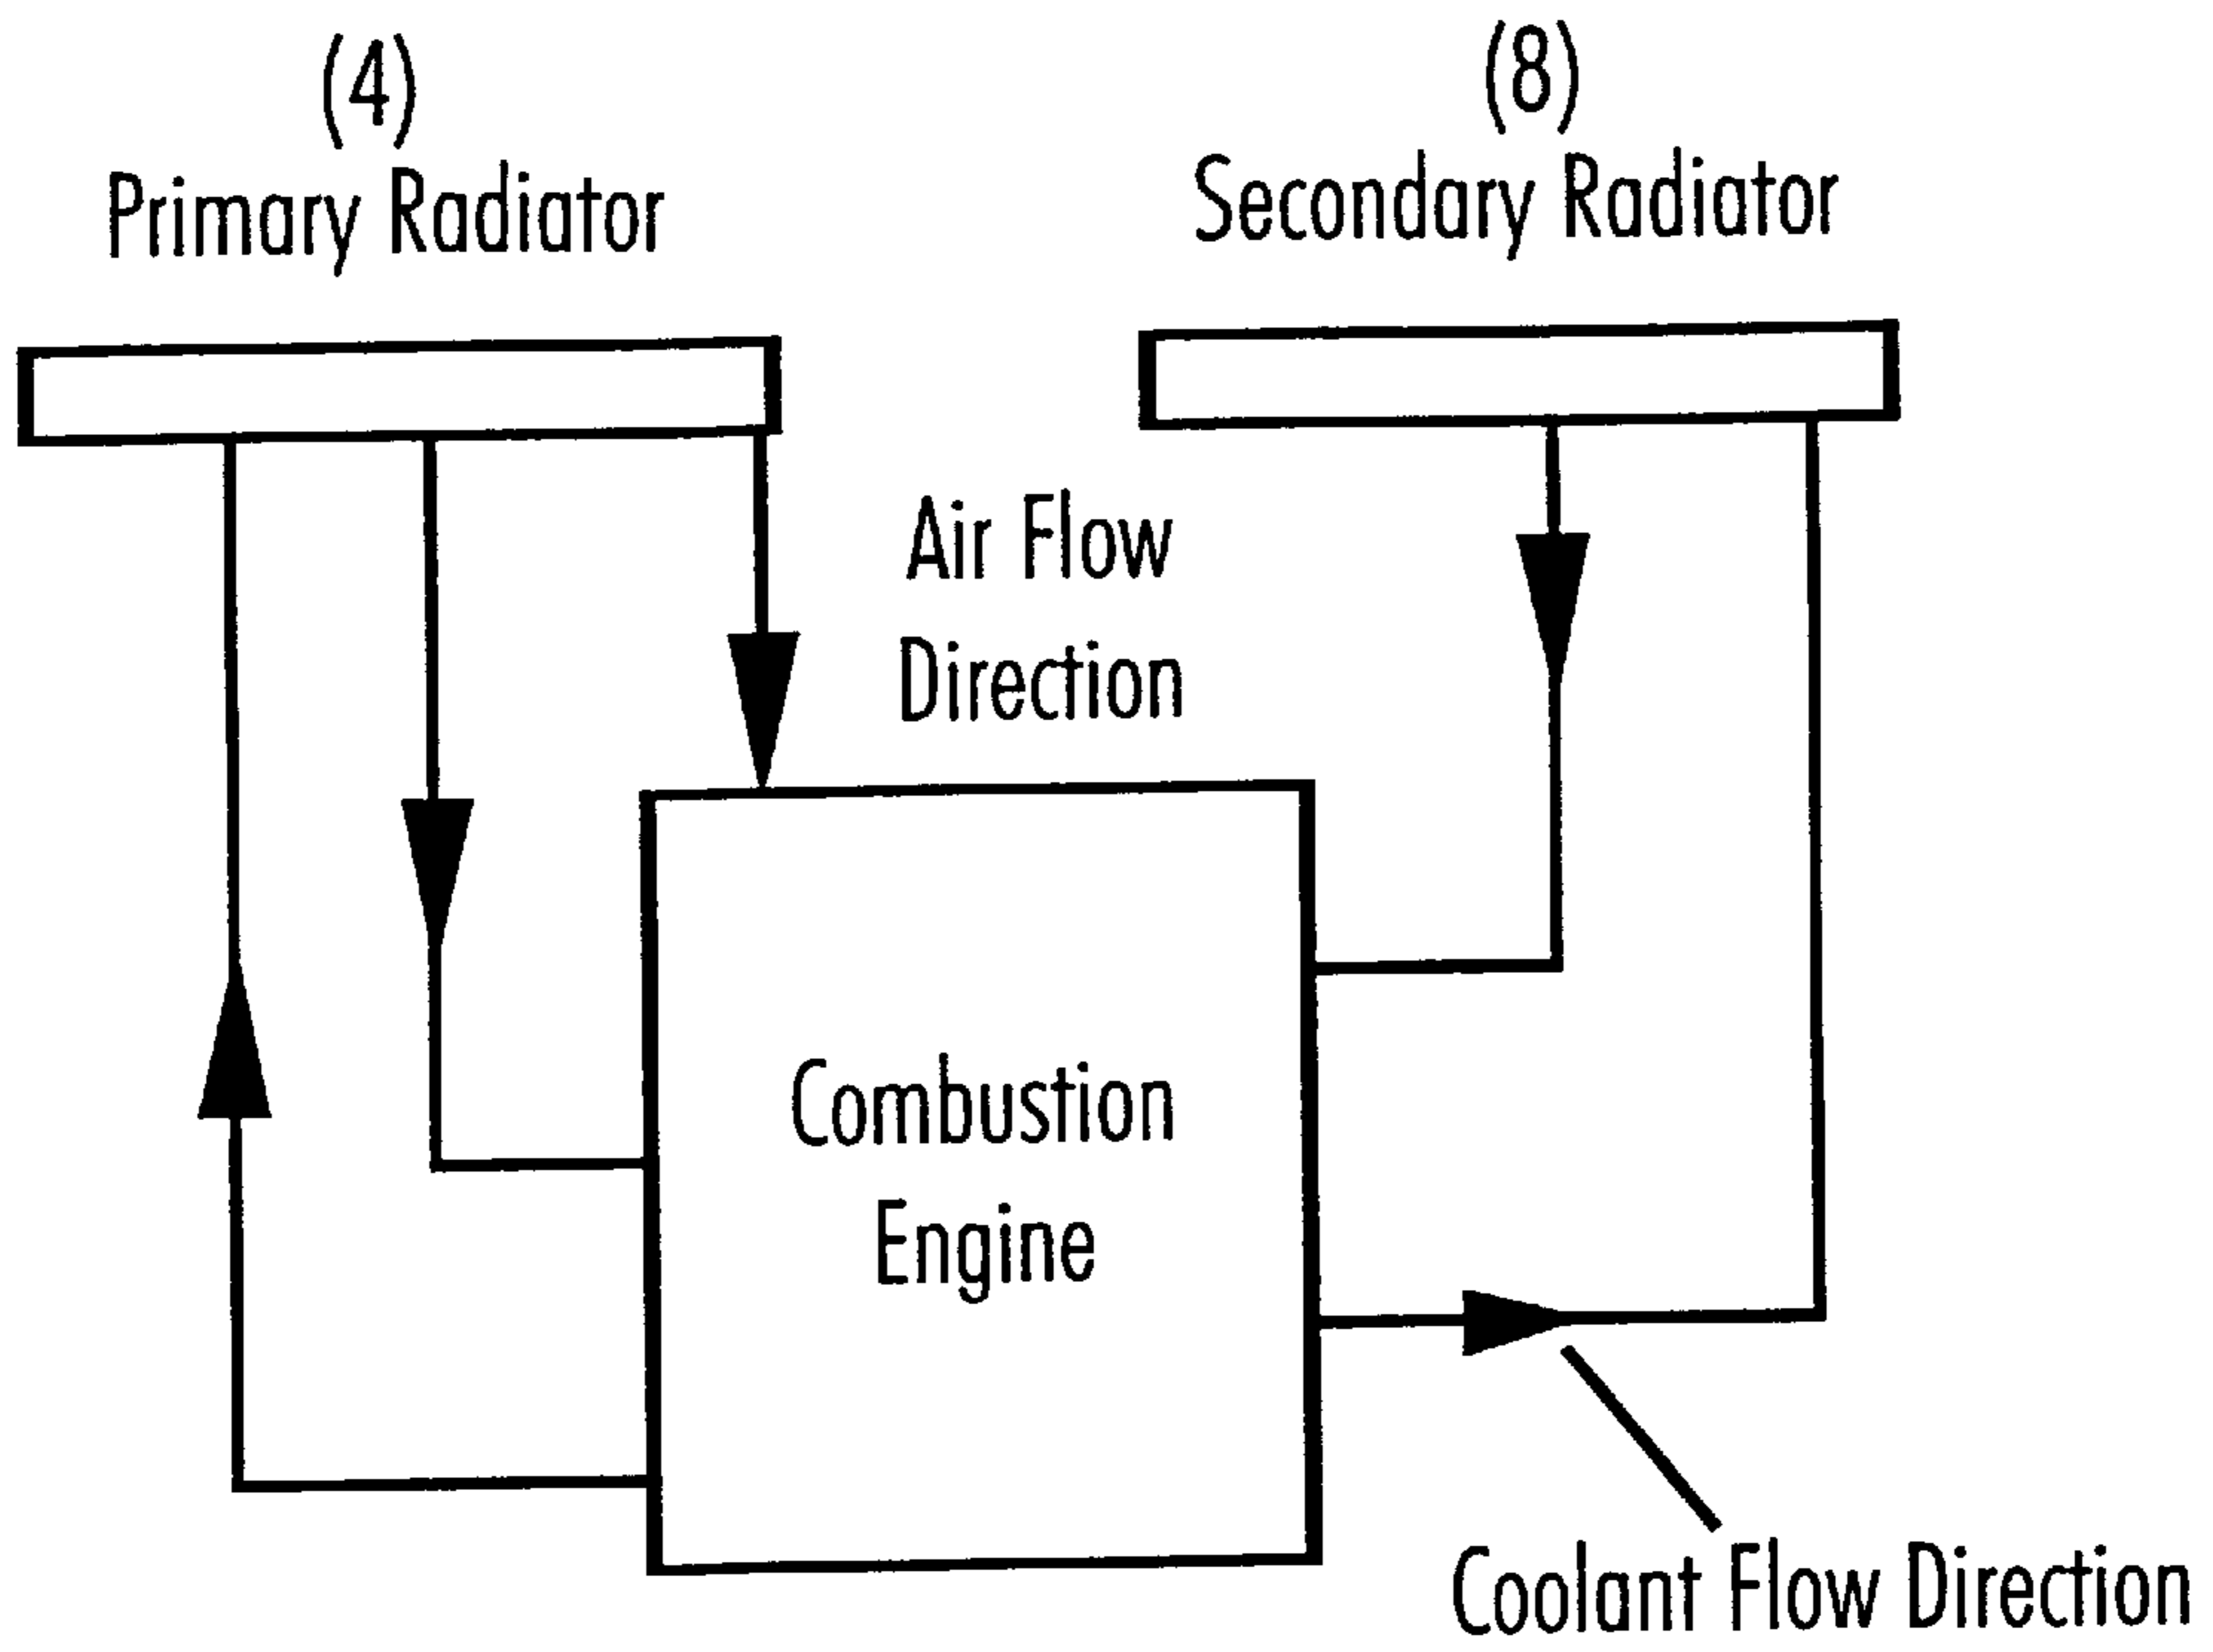 (4)
Primary Radiator
(8)
Secondary Radiator
Air Flow
Direction
Combustion
Engine
Coolant Flow Direction